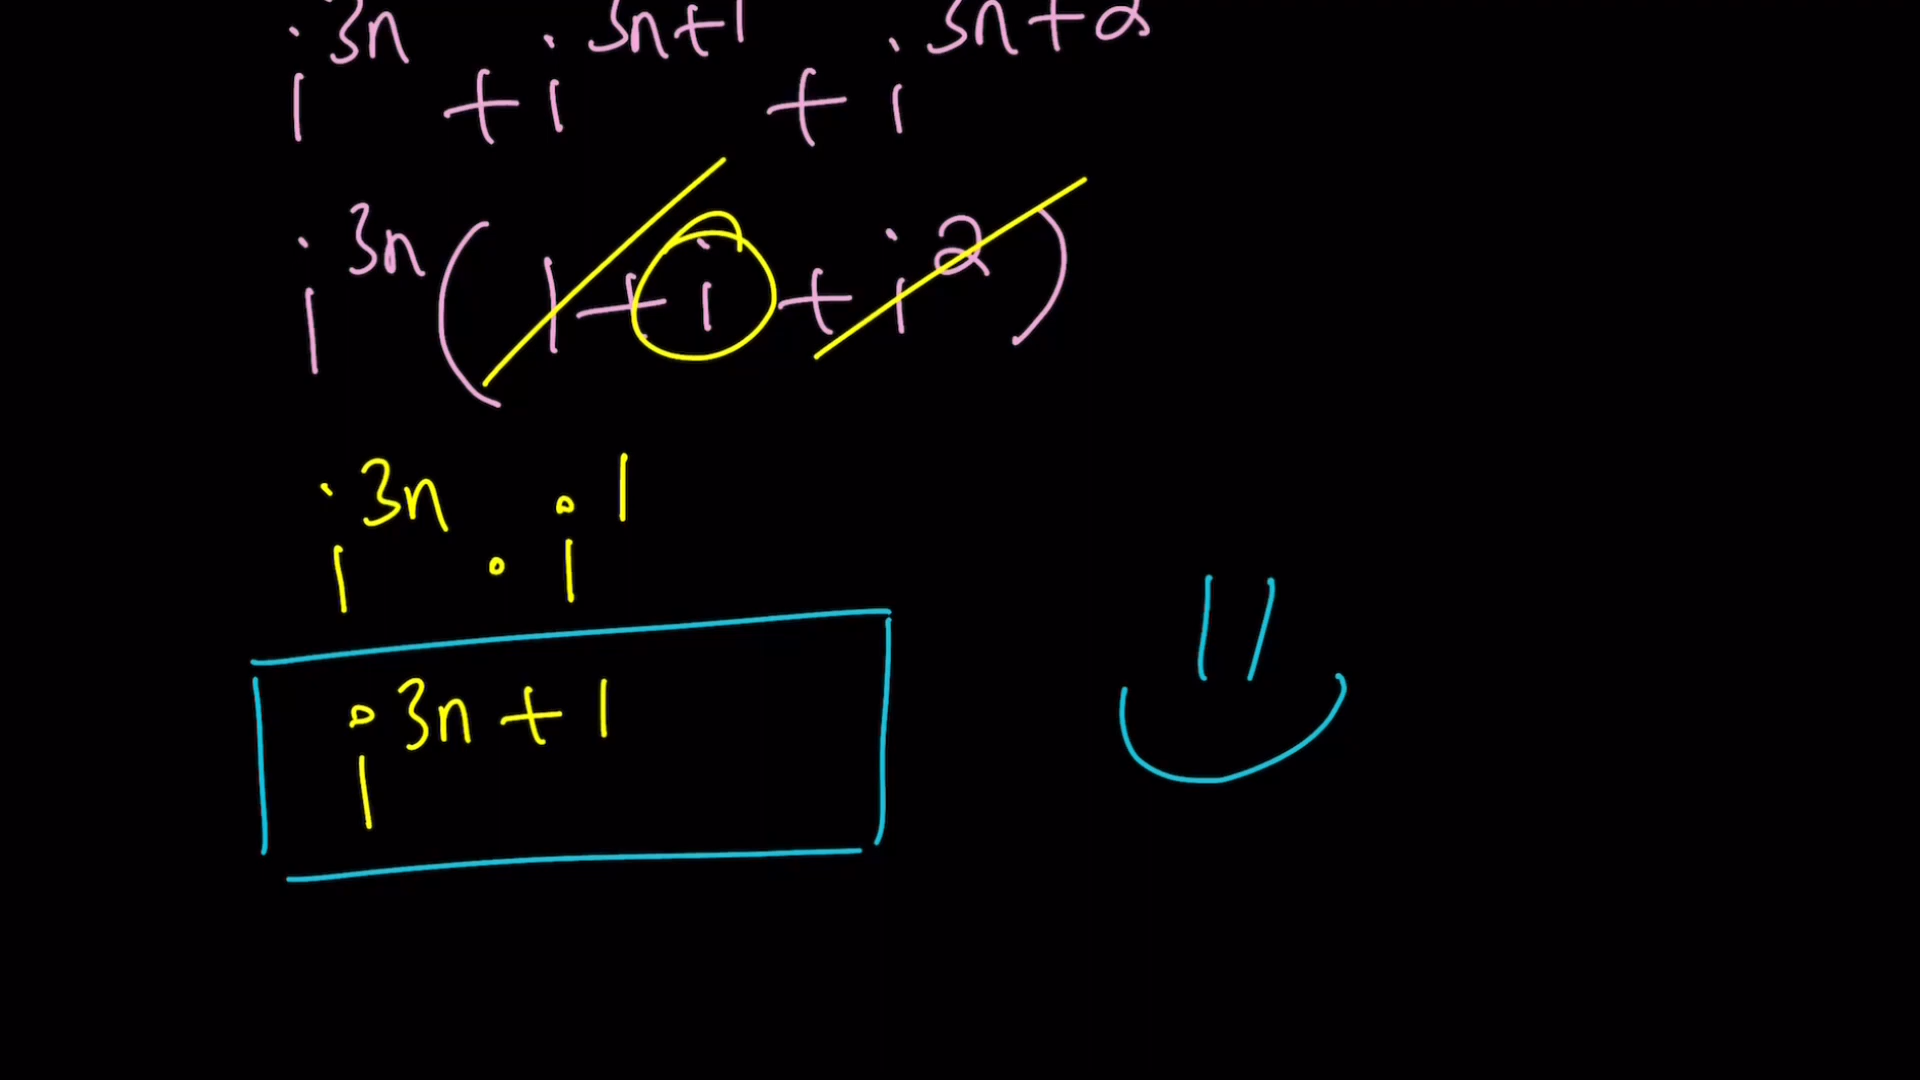 i^3n + i^3n+1 + i^3n+2
i^3n (1 + i + i^2)
i^3n · i^1
i^3n+1